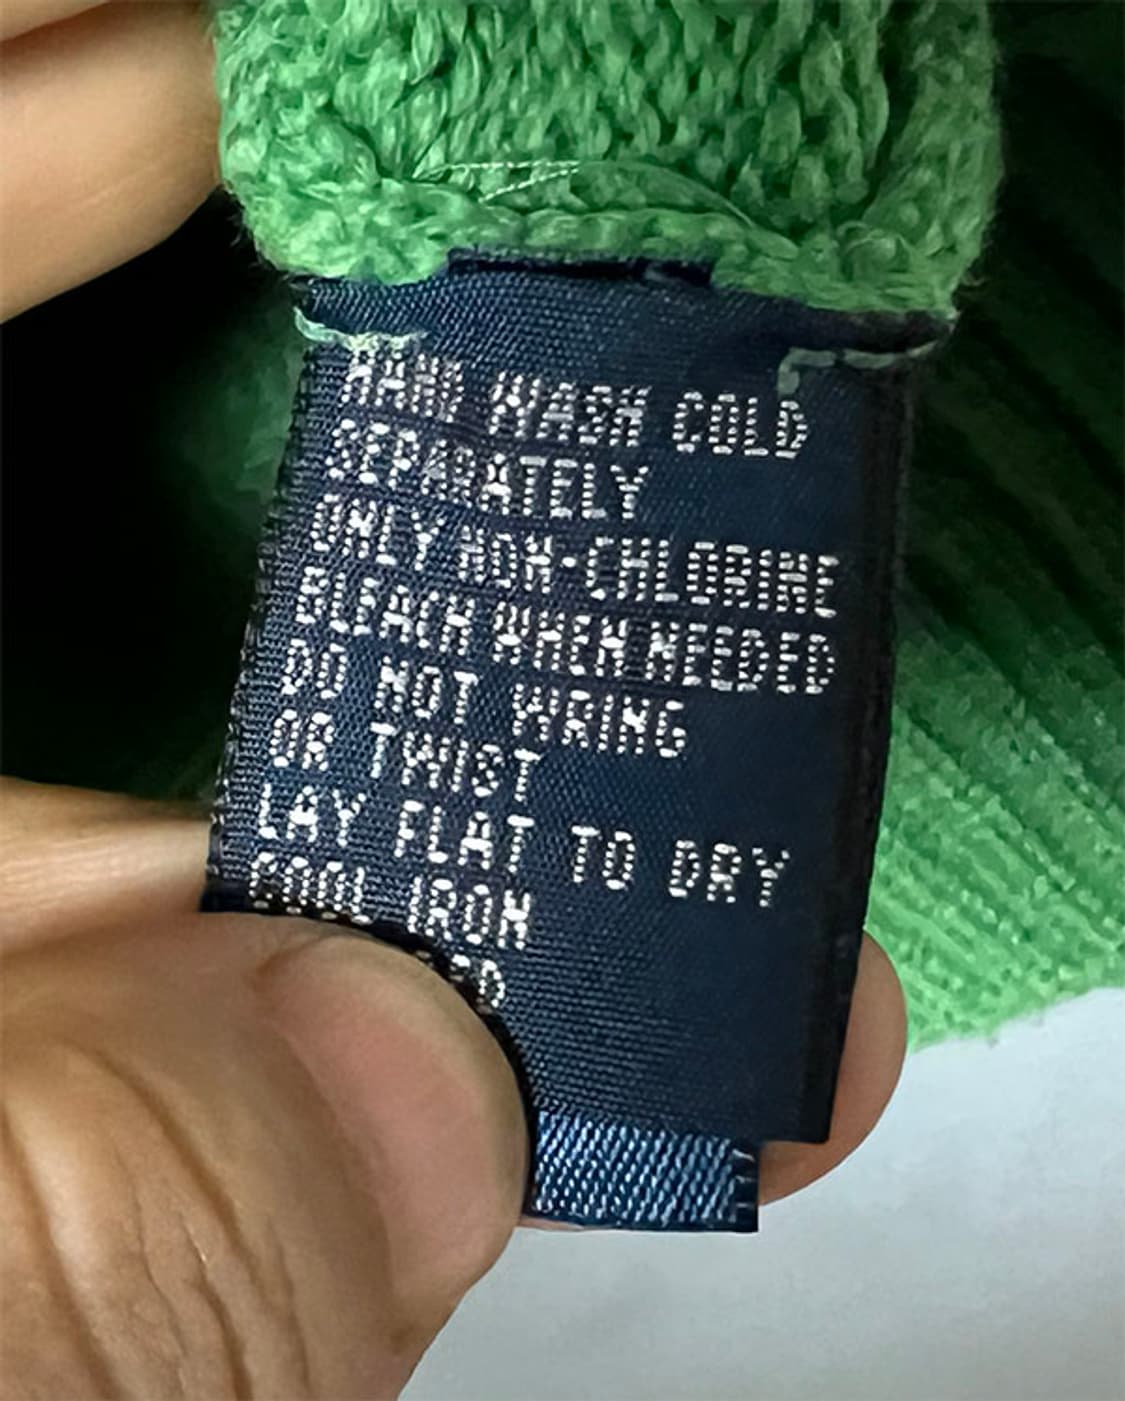 HAND WASH COLD
SEPARATELY
ONLY NON-CHLORINE
BLEACH WHEN NEEDED
DO NOT WRING
OR TWIST
LAY FLAT TO DRY
COOL IRON